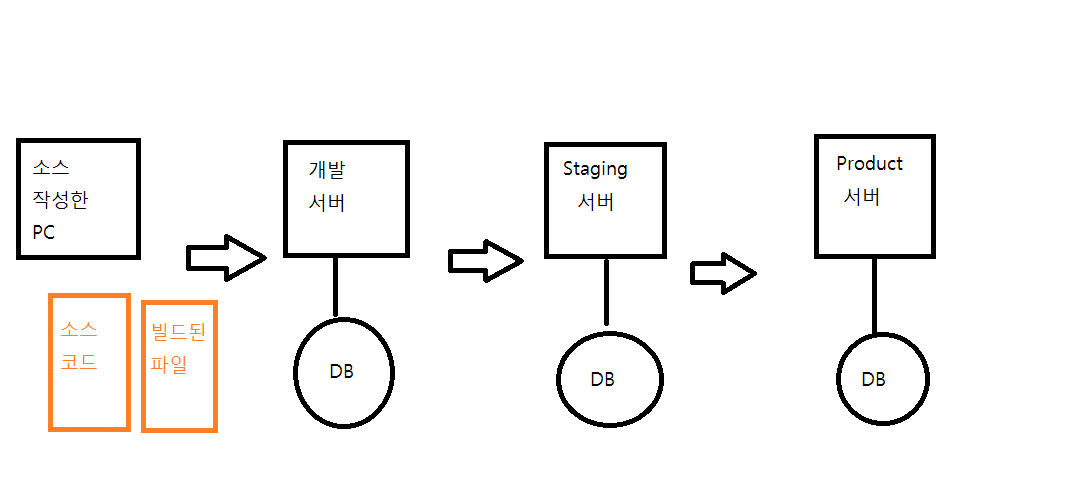 소스
작성한
PC
개발
서버
Staging
서버
Product
서버
소스
코드
빌드된
파일
DB
DB
DB